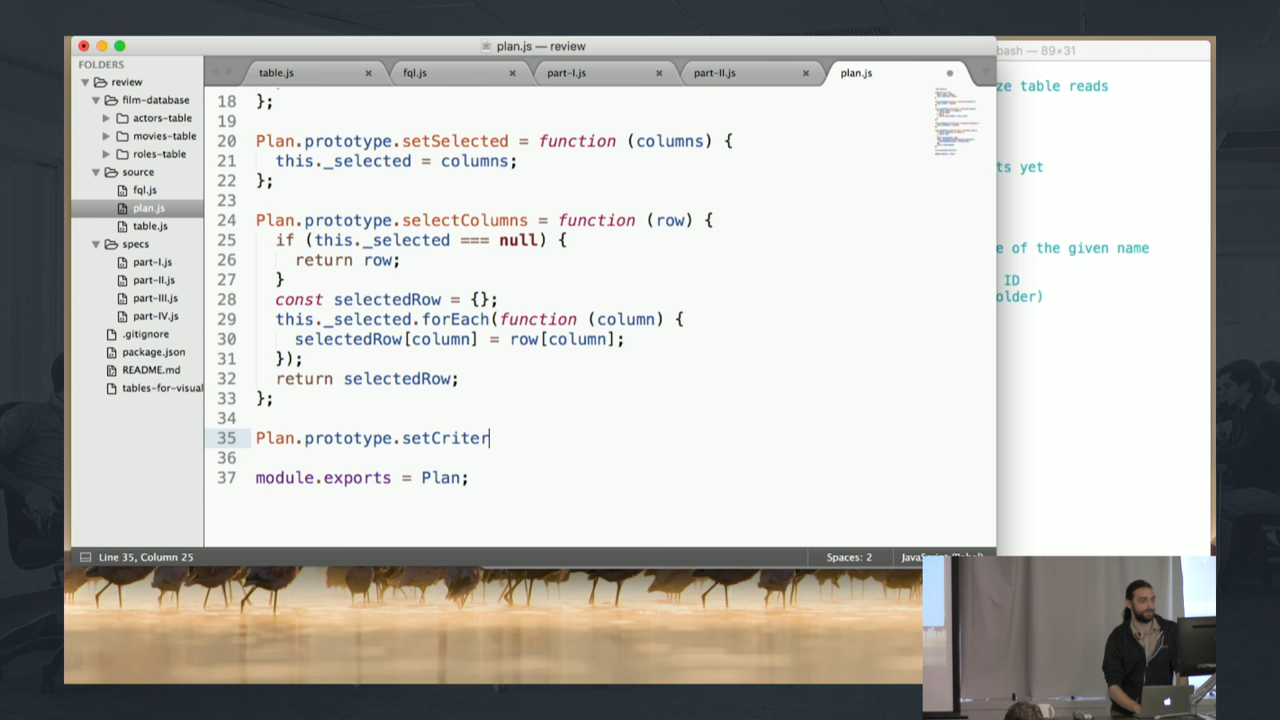 plan.js — review
bash — 89×31
FOLDERS
review
film-database
actors-table
movies-table
roles-table
source
fql.js
plan.js
table.js
specs
part-I.js
part-II.js
part-III.js
part-IV.js
.gitignore
package.json
README.md
tables-for-visual
table.js
fql.js
part-I.js
part-II.js
plan.js
18 };
19
20 Plan.prototype.setSelected = function (columns) {
21 this._selected = columns;
22 };
23
24 Plan.prototype.selectColumns = function (row) {
25 if (this._selected === null) {
26 return row;
27 }
28 const selectedRow = {};
29 this._selected.forEach(function (column) {
30 selectedRow[column] = row[column];
31 });
32 return selectedRow;
33 };
34
35 Plan.prototype.setCriter
36
37 module.exports = Plan;
ze table reads
ts yet
e of the given name
ID
older)
Line 35, Column 25
Spaces: 2